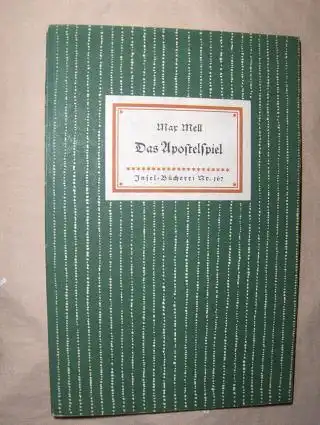 Max Mell
Das Apostelspiel
Insel-Bücherei Nr. 167